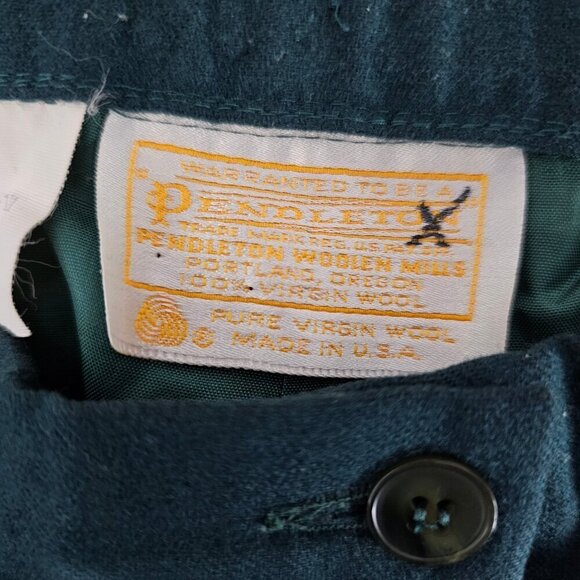 WARRANTED TO BE A
PENDLETON
TRADE MARK REG. U.S. PAT. OFF.
PENDLETON WOOLEN MILLS
PORTLAND, OREGON
100% VIRGIN WOOL
PURE VIRGIN WOOL
MADE IN U.S.A.